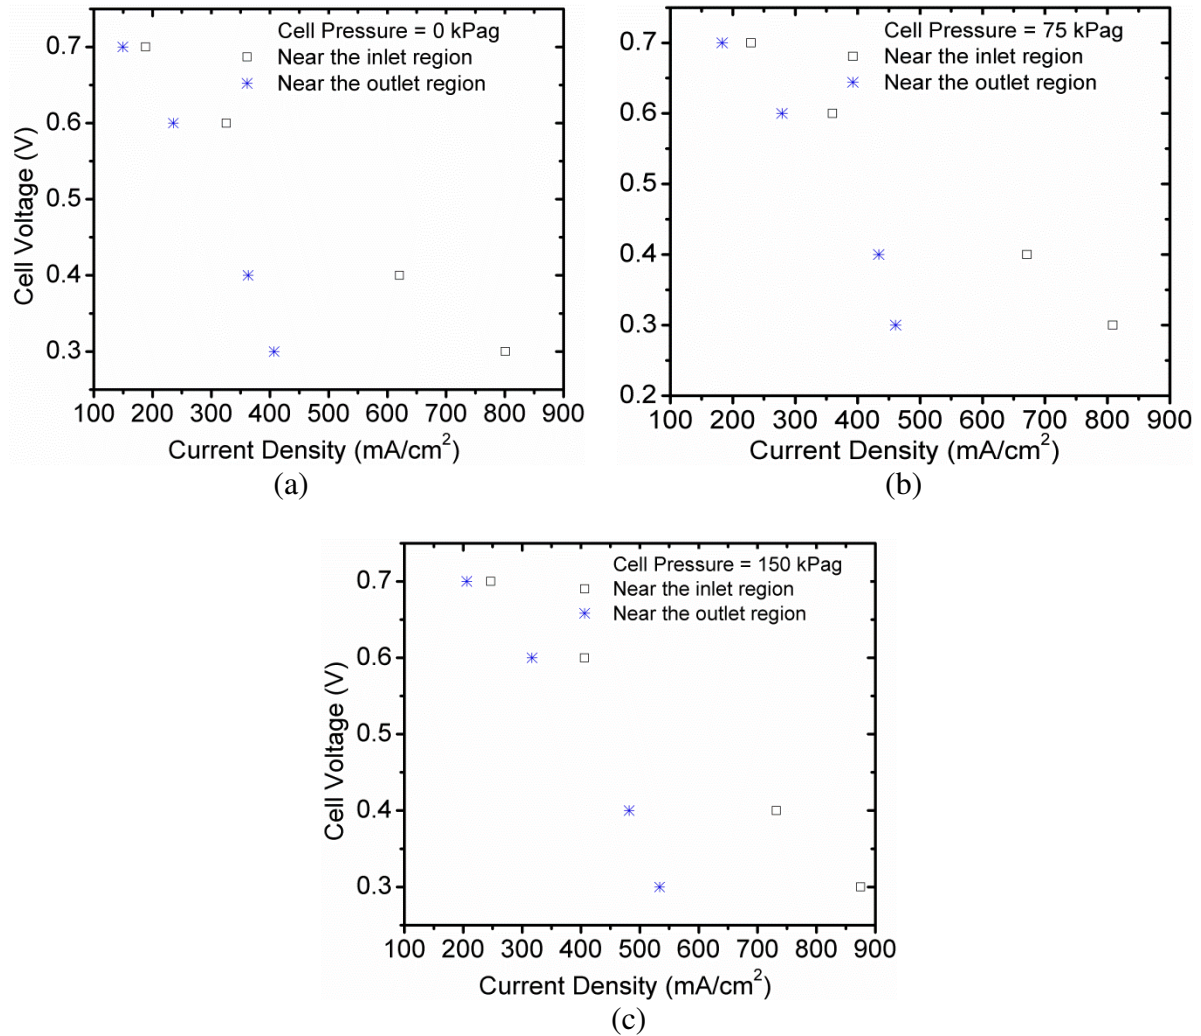 Cell Pressure = 0 kPag
Near the inlet region
Near the outlet region
0.7
0.6
0.5
0.4
0.3
Cell Voltage (V)
100 200 300 400 500 600 700 800 900
Current Density (mA/cm²)
(a)
Cell Pressure = 75 kPag
Near the inlet region
Near the outlet region
0.7
0.6
0.5
0.4
0.3
0.2
100 200 300 400 500 600 700 800 900
Current Density (mA/cm²)
(b)
Cell Pressure = 150 kPag
Near the inlet region
Near the outlet region
0.7
0.6
0.5
0.4
0.3
Cell Voltage (V)
100 200 300 400 500 600 700 800 900
Current Density (mA/cm²)
(c)